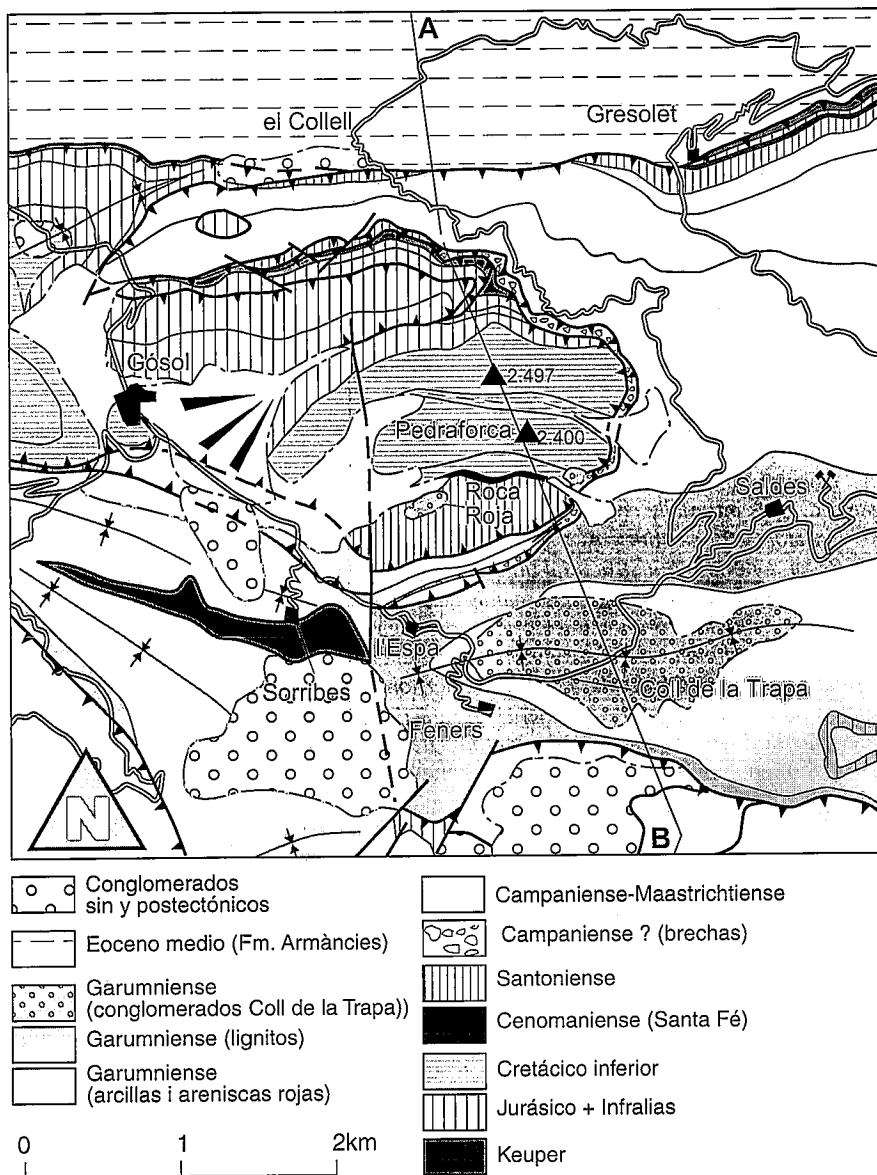 A
el Collell
Gresolet
Gósol
2.497
Pedraforca
2.400
Roca
Roja
Saldes
l'Espa
Sorribes
Coll de la Trapa
Feners
N
B
Conglomerados
sin y postectónicos
Eoceno medio (Fm. Armàncies)
Garumniense
(conglomerados Coll de la Trapa))
Garumniense (lignitos)
Garumniense
(arcillas i areniscas rojas)
0 1 2km
Campaniense-Maastrichtiense
Campaniense ? (brechas)
Santoniense
Cenomaniense (Santa Fé)
Cretácico inferior
Jurásico + Infralias
Keuper